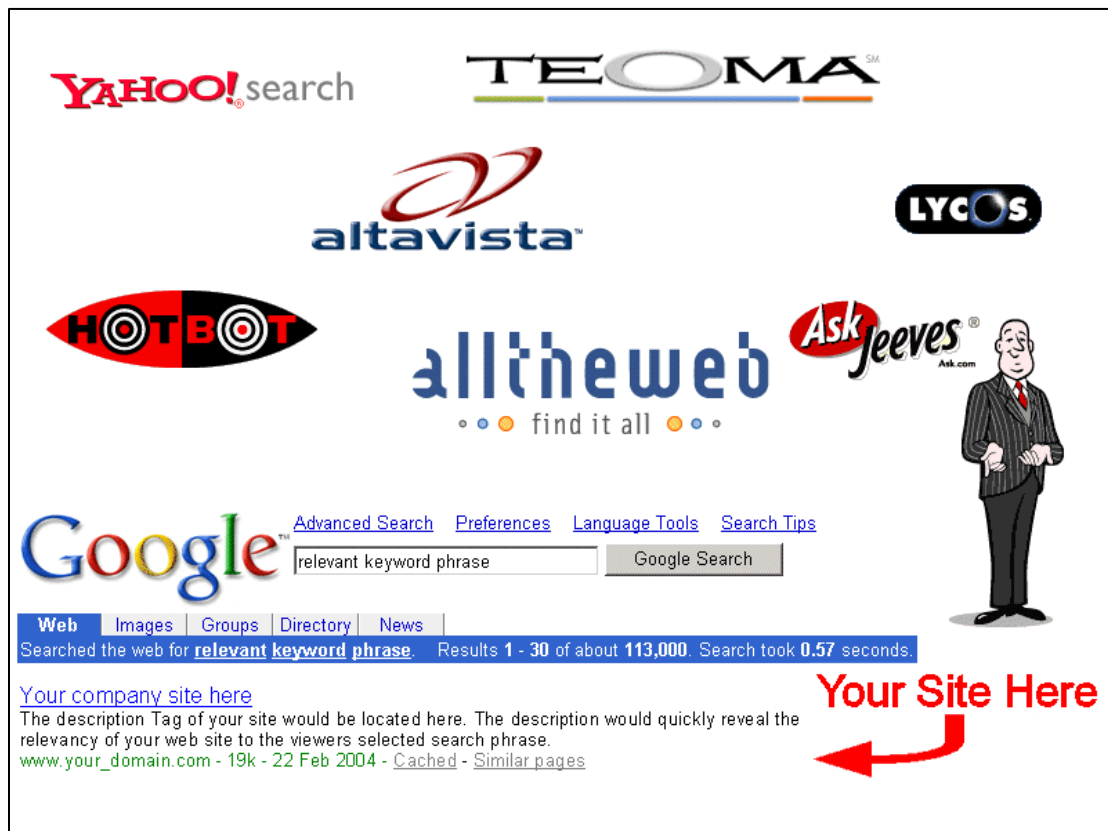 YAHOO!® search
TEOMA SM
altavista™
LYCOS
HOTBOT
Ask Jeeves®
Ask.com
alltheweb
find it all
Google™
Advanced Search Preferences Language Tools Search Tips
relevant keyword phrase Google Search
Web Images Groups Directory News
Searched the web for relevant keyword phrase. Results 1 - 30 of about 113,000. Search took 0.57 seconds.
Your company site here
Your Site Here
The description Tag of your site would be located here. The description would quickly reveal the
relevancy of your web site to the viewers selected search phrase.
www.your_domain.com - 19k - 22 Feb 2004 - Cached - Similar pages